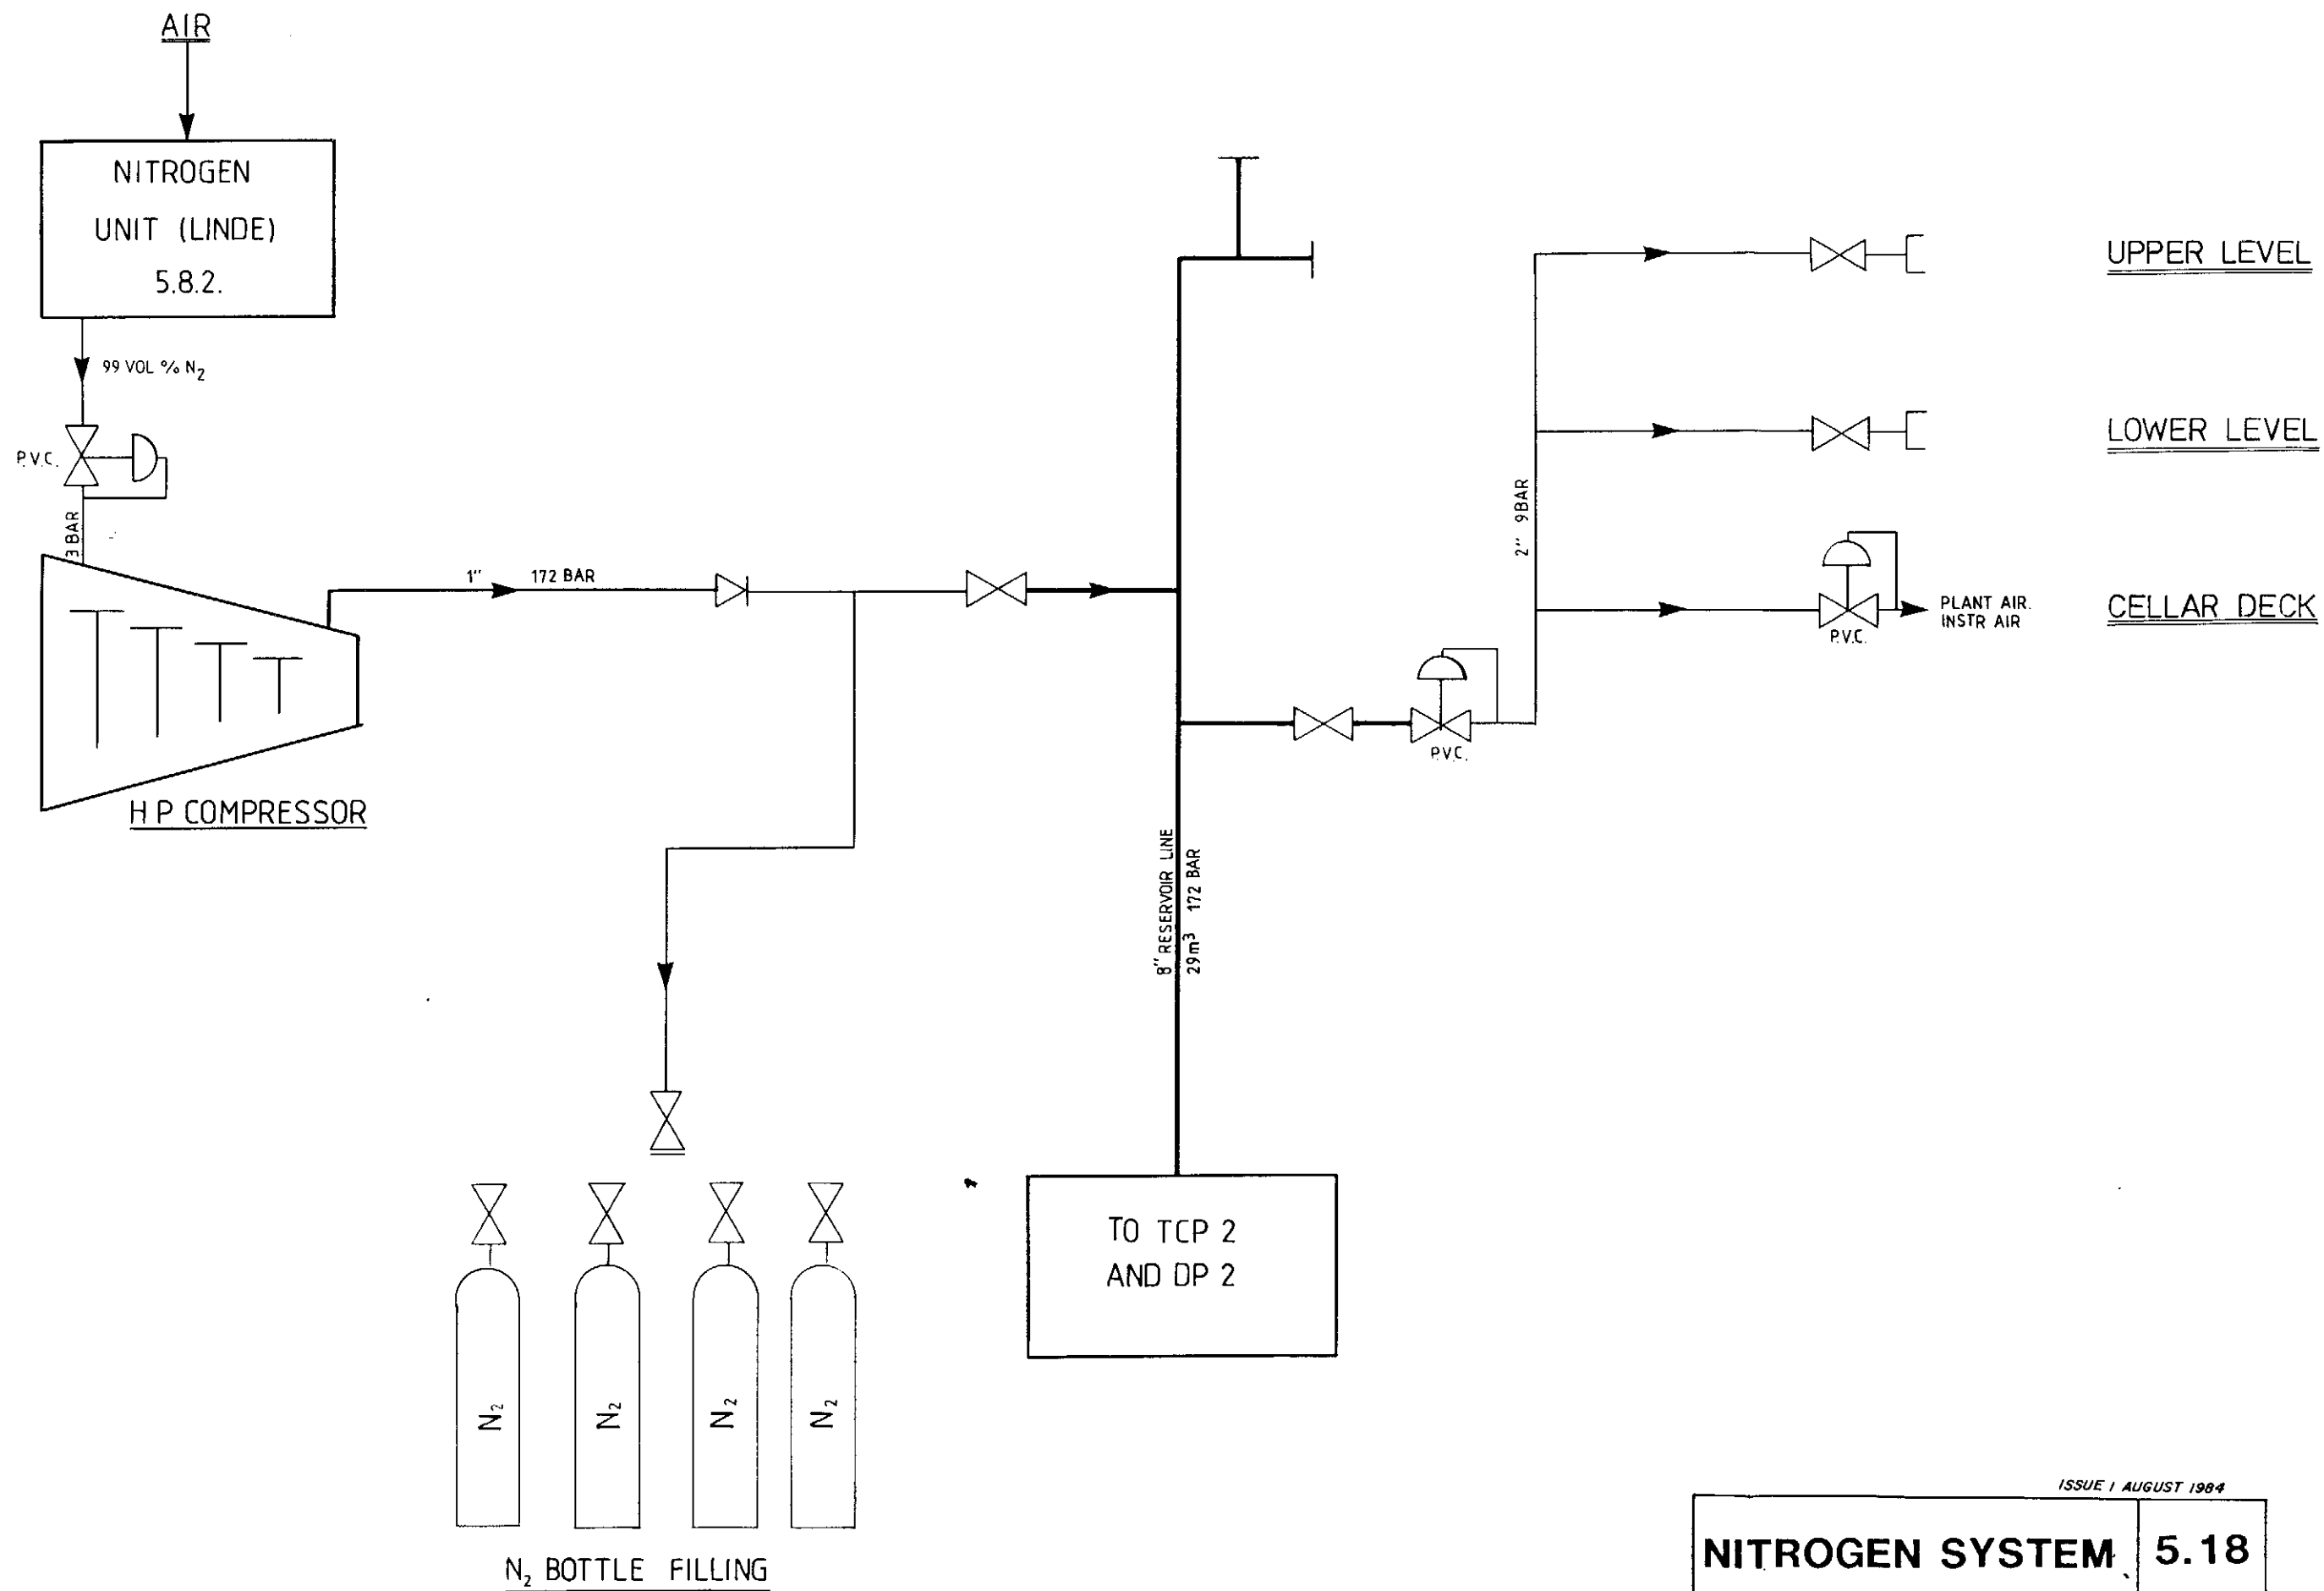 AIR
NITROGEN
UNIT (LINDE)
5.8.2.
99 VOL % N₂
P.V.C.
3 BAR
H P COMPRESSOR
1" 172 BAR
8" RESERVOIR LINE
29m³ 172 BAR
2" 9BAR
UPPER LEVEL
LOWER LEVEL
PLANT AIR.
INSTR AIR
CELLAR DECK
P.V.C.
P.V.C.
TO TCP 2
AND DP 2
N₂
N₂
N₂
N₂
N₂ BOTTLE FILLING
ISSUE 1 AUGUST 1984
NITROGEN SYSTEM
5.18